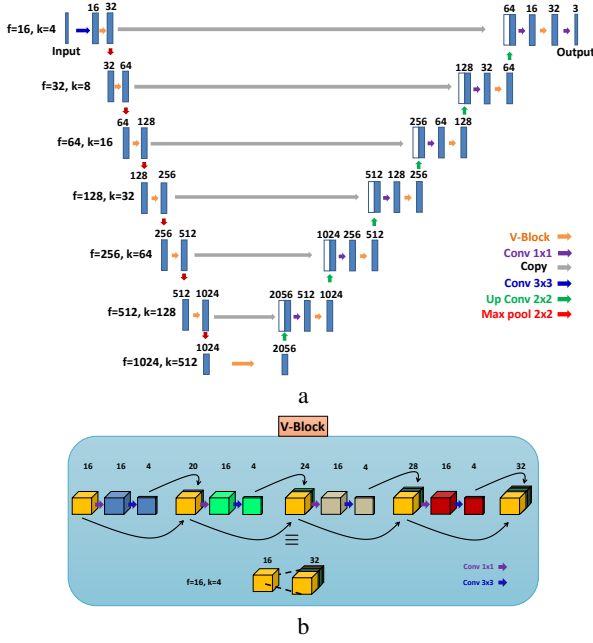 16 32 64 3
f=16, k=4 16 32
Input Output
32 64 128 32 64
f=32, k=8
64 128 256 64 128
f=64, k=16
128 256 512 128 256
f=128, k=32
256 512 1024 256 512
f=256, k=64
512 1024 2056 512 1024
f=512, k=128
1024 2056
f=1024, k=512
V-Block
Conv 1x1
Copy
Conv 3x3
Up Conv 2x2
Max pool 2x2
a
V-Block
16 16 4 20 16 4 24 16 4 28 16 4 32
≡
16 32
f=16, k=4
Conv 1x1
Conv 3x3
b